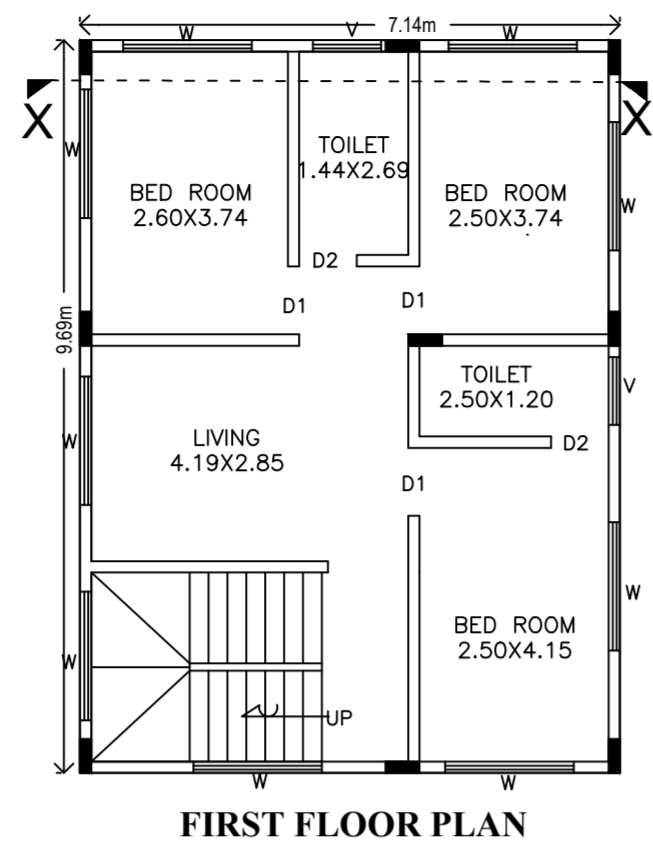 7.14m
W
V
W
X
X
W
TOILET
1.44X2.69
BED ROOM
2.60X3.74
BED ROOM
2.50X3.74
W
D2
D1
D1
9.69m
TOILET
2.50X1.20
V
LIVING
4.19X2.85
W
D2
D1
W
BED ROOM
2.50X4.15
W
UP
W
W
FIRST FLOOR PLAN